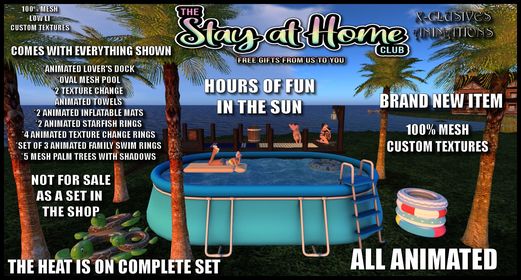 100% MESH
LOW LI
CUSTOM TEXTURES
COMES WITH EVERYTHING SHOWN
ANIMATED LOVER'S DOCK
OVAL MESH POOL
2 TEXTURE CHANGE
ANIMATED TOWELS
2 ANIMATED INFLATABLE MATS
2 ANIMATED STARFISH RINGS
4 ANIMATED TEXTURE CHANGE RINGS
SET OF 3 ANIMATED FAMILY SWIM RINGS
5 MESH PALM TREES WITH SHADOWS
NOT FOR SALE
AS A SET IN
THE SHOP
THE HEAT IS ON COMPLETE SET
THE
Stay at Home
CLUB
FREE GIFTS FROM US TO YOU
HOURS OF FUN
IN THE SUN
X-CLUSIVE'S
ANIMATIONS
BRAND NEW ITEM
100% MESH
CUSTOM TEXTURES
ALL ANIMATED